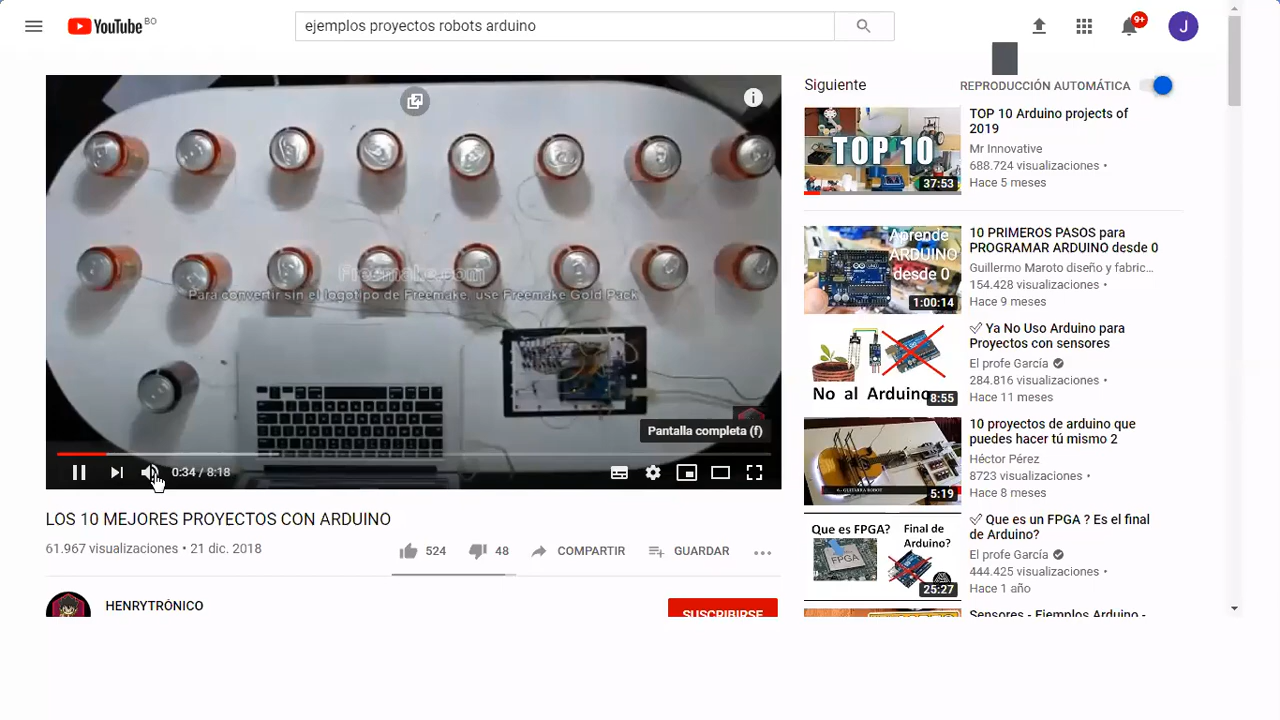 YouTube BO
ejemplos proyectos robots arduino
9+
J
Freemake.com
Para convertir sin el logotipo de Freemake, use Freemake Gold Pack
Pantalla completa (f)
0:34 / 8:18
LOS 10 MEJORES PROYECTOS CON ARDUINO
61.967 visualizaciones • 21 dic. 2018
524
48
COMPARTIR
GUARDAR
HENRYTRÓNICO
SUSCRIBIRSE
Siguiente
REPRODUCCIÓN AUTOMÁTICA
TOP 10
37:53
TOP 10 Arduino projects of
2019
Mr Innovative
688.724 visualizaciones •
Hace 5 meses
Aprende
ARDUINO
desde 0
1:00:14
10 PRIMEROS PASOS para
PROGRAMAR ARDUINO desde 0
Guillermo Maroto diseño y fabric...
154.428 visualizaciones •
Hace 9 meses
No al Arduino
8:55
✅ Ya No Uso Arduino para
Proyectos con sensores
El profe García
284.816 visualizaciones •
Hace 11 meses
5:19
10 proyectos de arduino que
puedes hacer tú mismo 2
Héctor Pérez
8723 visualizaciones •
Hace 8 meses
Que es FPGA?
Final de
Arduino?
FPGA
25:27
✅ Que es un FPGA ? Es el final
de Arduino?
El profe García
444.425 visualizaciones •
Hace 1 año
Sensores - Ejemplos Arduino -